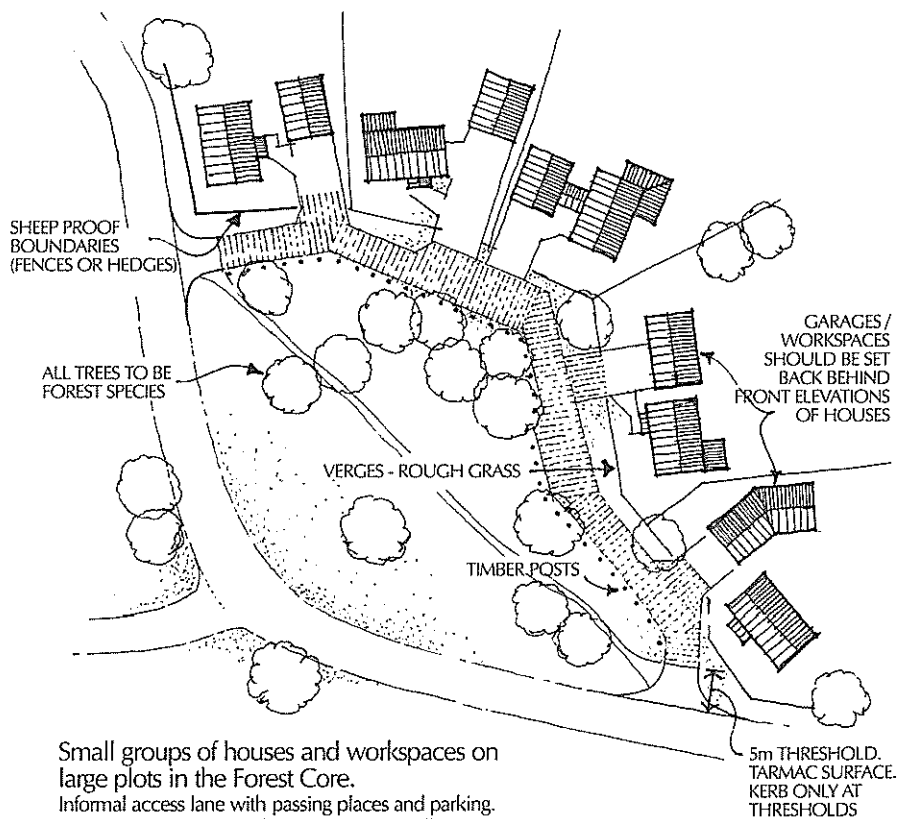 SHEEP PROOF
BOUNDARIES
(FENCES OR HEDGES)
ALL TREES TO BE
FOREST SPECIES
GARAGES/
WORKSPACES
SHOULD BE SET
BACK BEHIND
FRONT ELEVATIONS
OF HOUSES
VERGES - ROUGH GRASS
TIMBER POSTS
5m THRESHOLD.
TARMAC SURFACE.
KERB ONLY AT
THRESHOLDS
Small groups of houses and workspaces on
large plots in the Forest Core.
Informal access lane with passing places and parking.